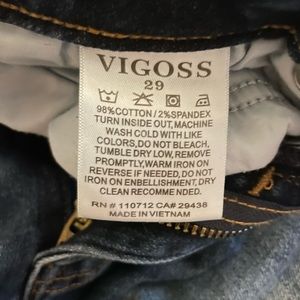 VIGOSS
29
98%COTTON / 2%SPANDEX
TURN INSIDE OUT, MACHINE
WASH COLD WITH LIKE
COLORS, DO NOT BLEACH,
TUMBLE DRY LOW, REMOVE
PROMPTLY, WARM IRON ON
REVERSE IF NEEDED, DO NOT
IRON ON EMBELLISHMENT, DRY
CLEAN RECOMMENDED.
RN # 110712 CA# 29438
MADE IN VIETNAM